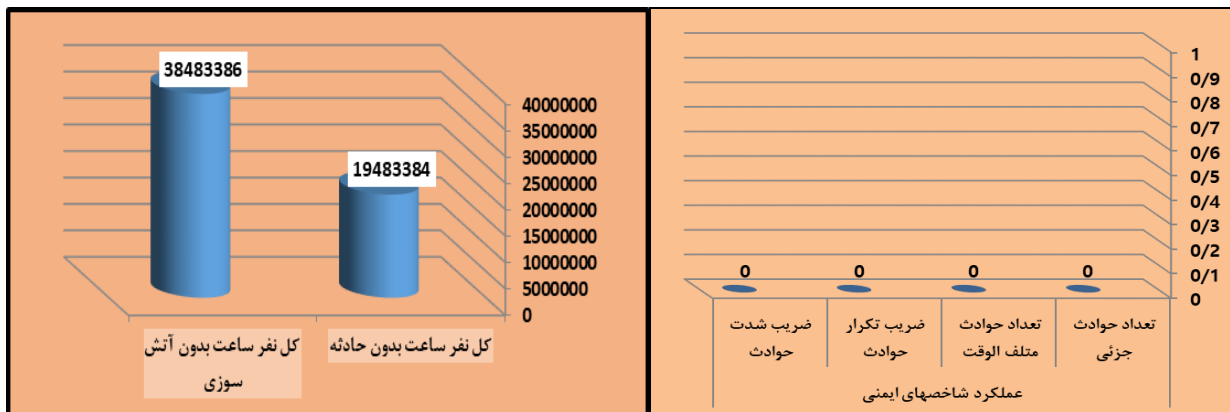 38483386
19483384
40000000
35000000
30000000
25000000
20000000
15000000
10000000
5000000
0
کل نفر ساعت بدون حادثه
کل نفر ساعت بدون آتش
سوزی
1
0/9
0/8
0/7
0/6
0/5
0/4
0/3
0/2
0/1
0
0
0
0
0
تعداد حوادث
جزئی
تعداد حوادث
متلف الوقت
ضریب تکرار
حوادث
ضریب شدت
حوادث
عملکرد شاخصهای ایمنی